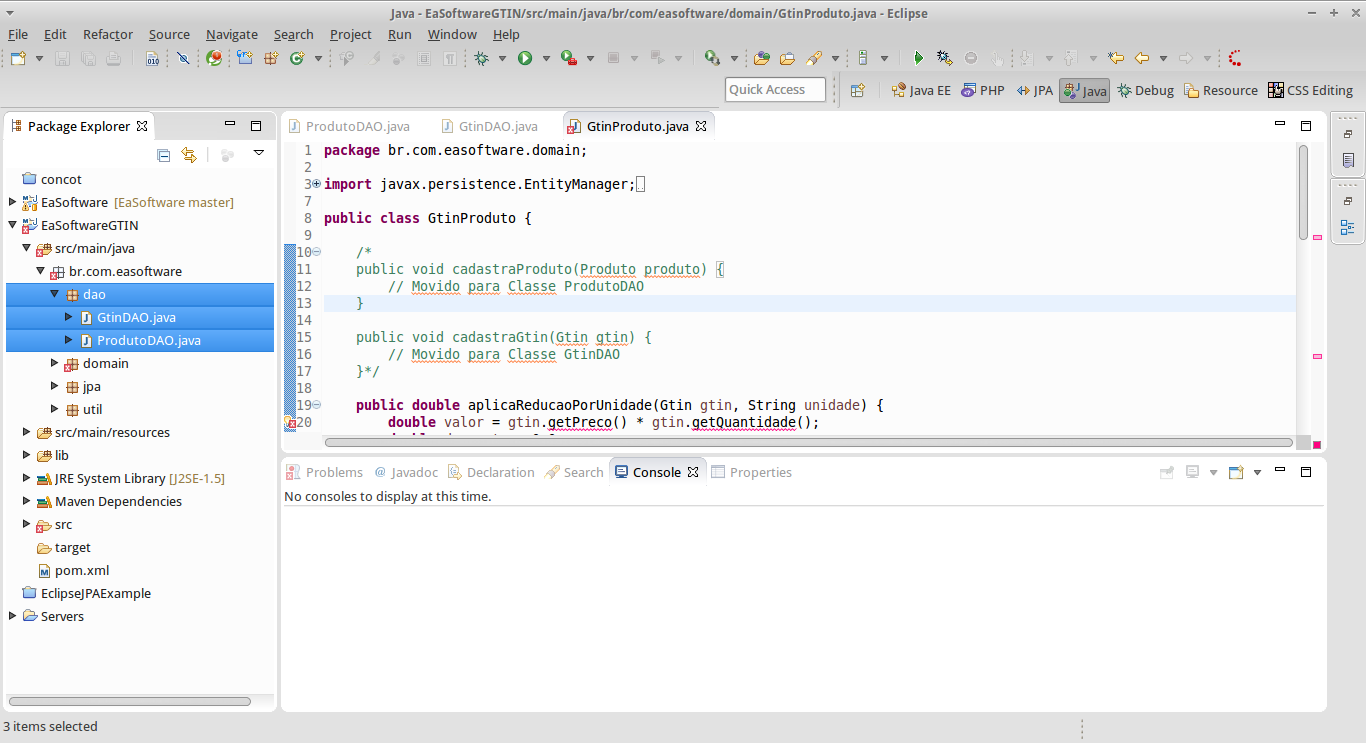 Java - EaSoftwareGTIN/src/main/java/br/com/easoftware/domain/GtinProduto.java - Eclipse
File Edit Refactor Source Navigate Search Project Run Window Help
Quick Access
Java EE PHP JPA Java Debug Resource CSS Editing
Package Explorer
concot
EaSoftware [EaSoftware master]
EaSoftwareGTIN
src/main/java
br.com.easoftware
dao
GtinDAO.java
ProdutoDAO.java
domain
jpa
util
src/main/resources
lib
JRE System Library [J2SE-1.5]
Maven Dependencies
src
target
pom.xml
EclipseJPAExample
Servers
ProdutoDAO.java GtinDAO.java GtinProduto.java
1 package br.com.easoftware.domain;
2
3 import javax.persistence.EntityManager;
7
8 public class GtinProduto {
9
10 /*
11 public void cadastraProduto(Produto produto) {
12 // Movido para Classe ProdutoDAO
13 }
14
15 public void cadastraGtin(Gtin gtin) {
16 // Movido para Classe GtinDAO
17 }*/
18
19 public double aplicaReducaoPorUnidade(Gtin gtin, String unidade) {
20 double valor = gtin.getPreco() * gtin.getQuantidade();
Problems Javadoc Declaration Search Console Properties
No consoles to display at this time.
3 items selected